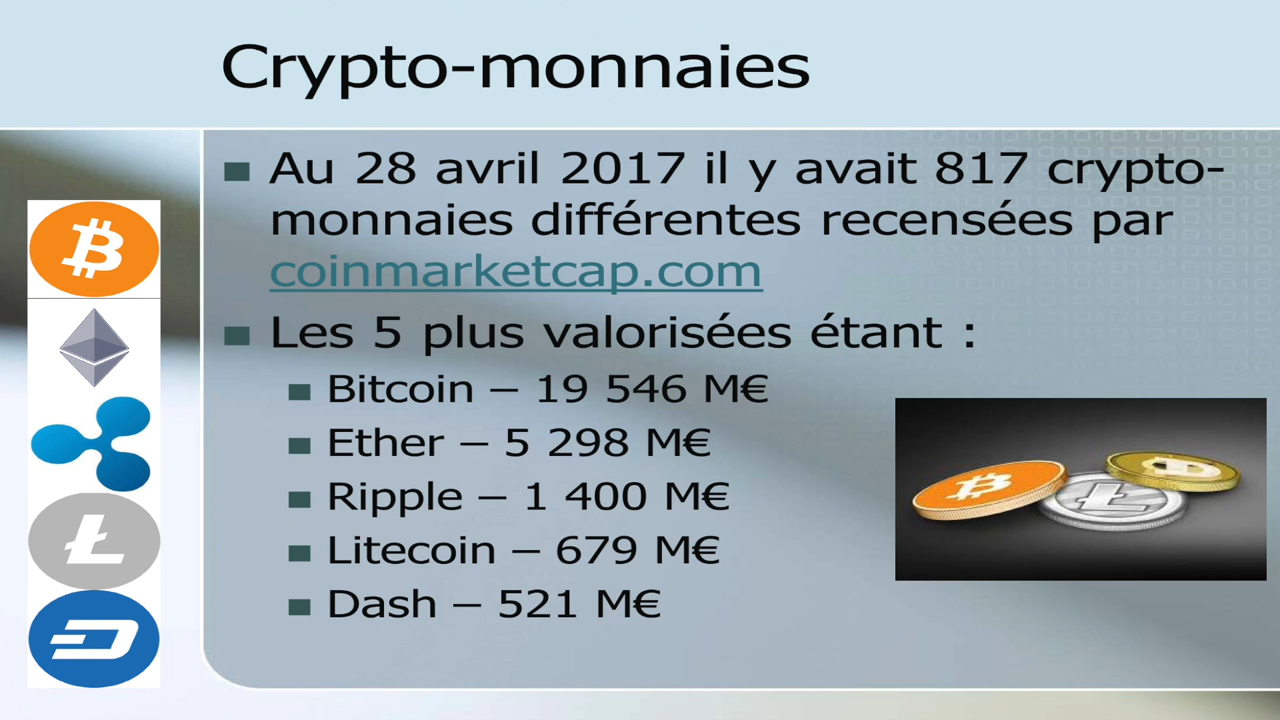 Crypto-monnaies
Au 28 avril 2017 il y avait 817 crypto-
monnaies différentes recensées par
coinmarketcap.com
Les 5 plus valorisées étant :
Bitcoin – 19 546 M€
Ether – 5 298 M€
Ripple – 1 400 M€
Litecoin – 679 M€
Dash – 521 M€